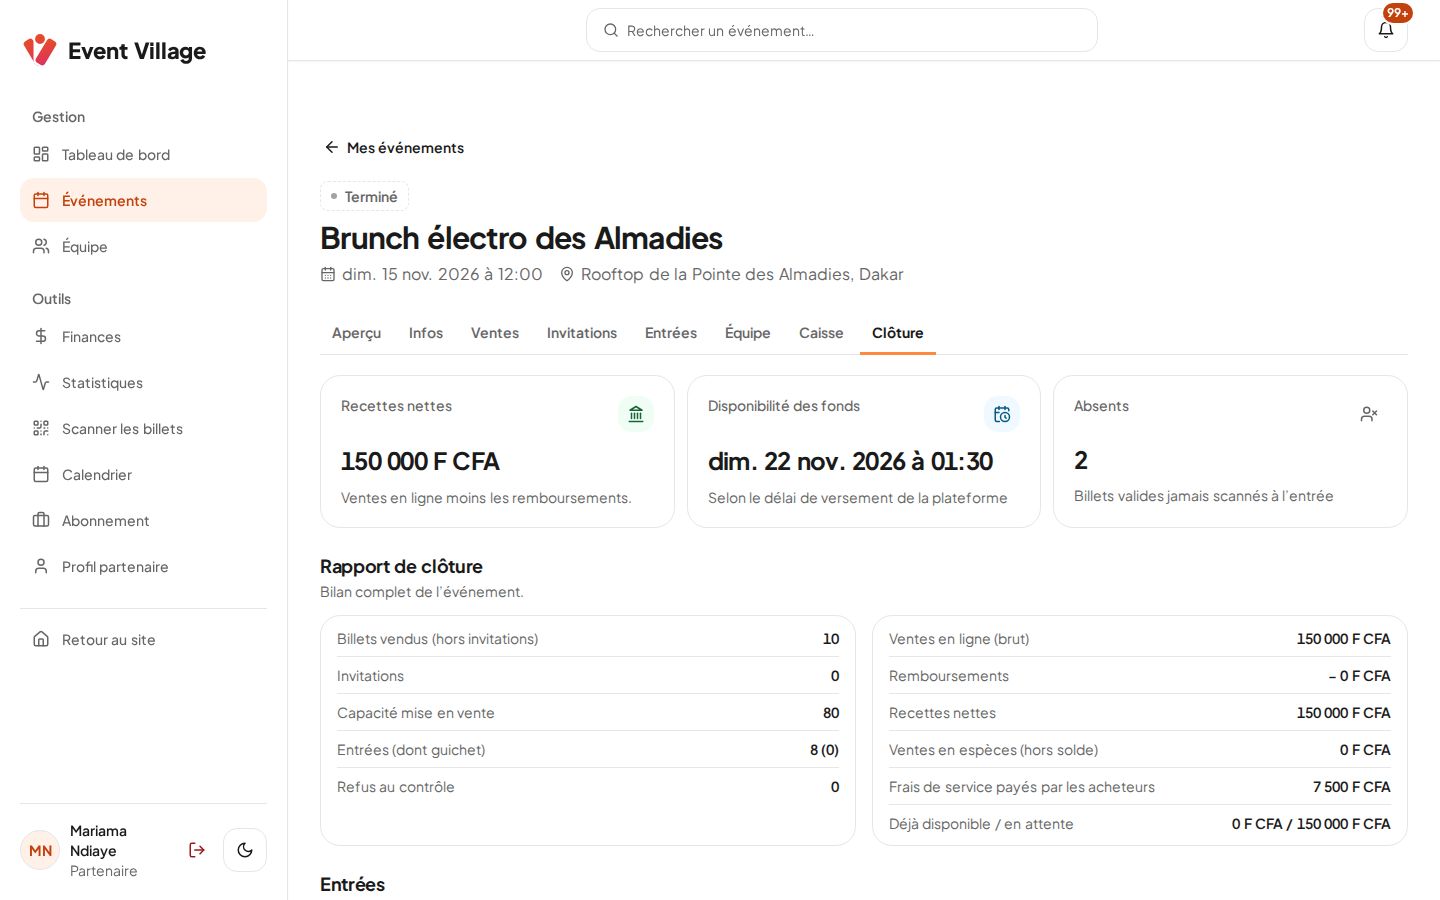 Event Village
Rechercher un événement...
99+
Gestion
Tableau de bord
Événements
Équipe
Outils
Finances
Statistiques
Scanner les billets
Calendrier
Abonnement
Profil partenaire
Retour au site
MN
Mariama
Ndiaye
Partenaire
Mes événements
Terminé
Brunch électro des Almadies
dim. 15 nov. 2026 à 12:00 Rooftop de la Pointe des Almadies, Dakar
Aperçu Infos Ventes Invitations Entrées Équipe Caisse Clôture
Recettes nettes
150 000 F CFA
Ventes en ligne moins les remboursements.
Disponibilité des fonds
dim. 22 nov. 2026 à 01:30
Selon le délai de versement de la plateforme
Absents
2
Billets valides jamais scannés à l'entrée
Rapport de clôture
Bilan complet de l'événement.
Billets vendus (hors invitations) 10
Invitations 0
Capacité mise en vente 80
Entrées (dont guichet) 8 (0)
Refus au contrôle 0
Ventes en ligne (brut) 150 000 F CFA
Remboursements – 0 F CFA
Recettes nettes 150 000 F CFA
Ventes en espèces (hors solde) 0 F CFA
Frais de service payés par les acheteurs 7 500 F CFA
Déjà disponible / en attente 0 F CFA / 150 000 F CFA
Entrées